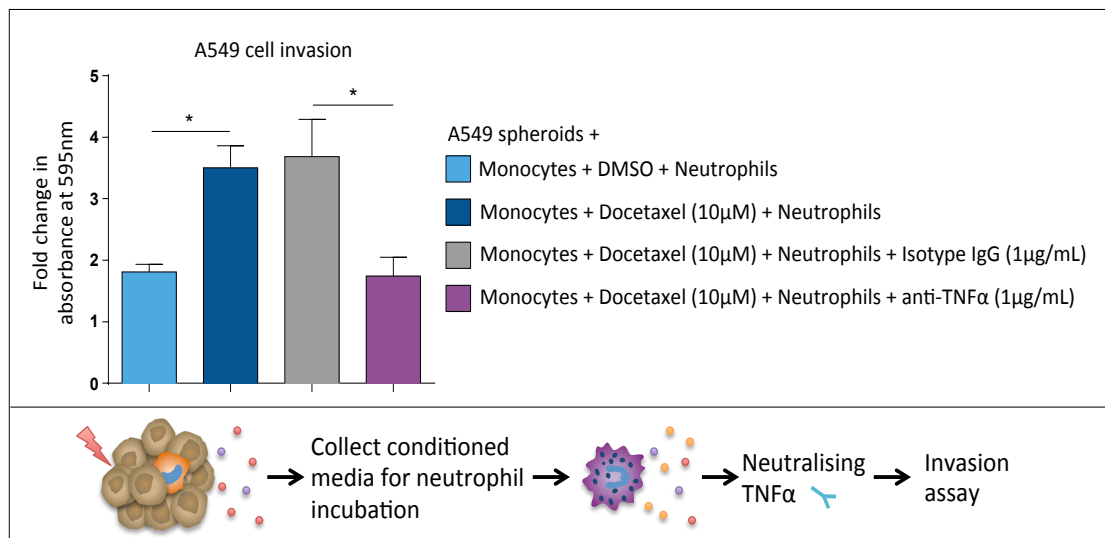 A549 cell invasion
Fold change in
absorbance at 595nm
5
4
3
2
1
0
*
*
A549 spheroids +
Monocytes + DMSO + Neutrophils
Monocytes + Docetaxel (10µM) + Neutrophils
Monocytes + Docetaxel (10µM) + Neutrophils + Isotype IgG (1µg/mL)
Monocytes + Docetaxel (10µM) + Neutrophils + anti-TNFα (1µg/mL)
Collect conditioned
media for neutrophil
incubation
Neutralising
TNFα
Invasion
assay